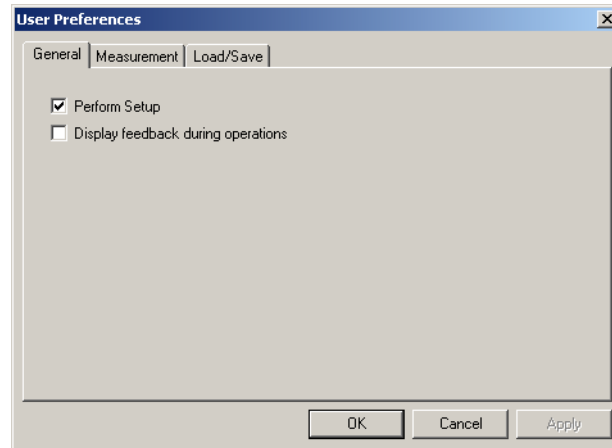 User Preferences
General Measurement Load/Save
Perform Setup
Display feedback during operations
OK Cancel Apply